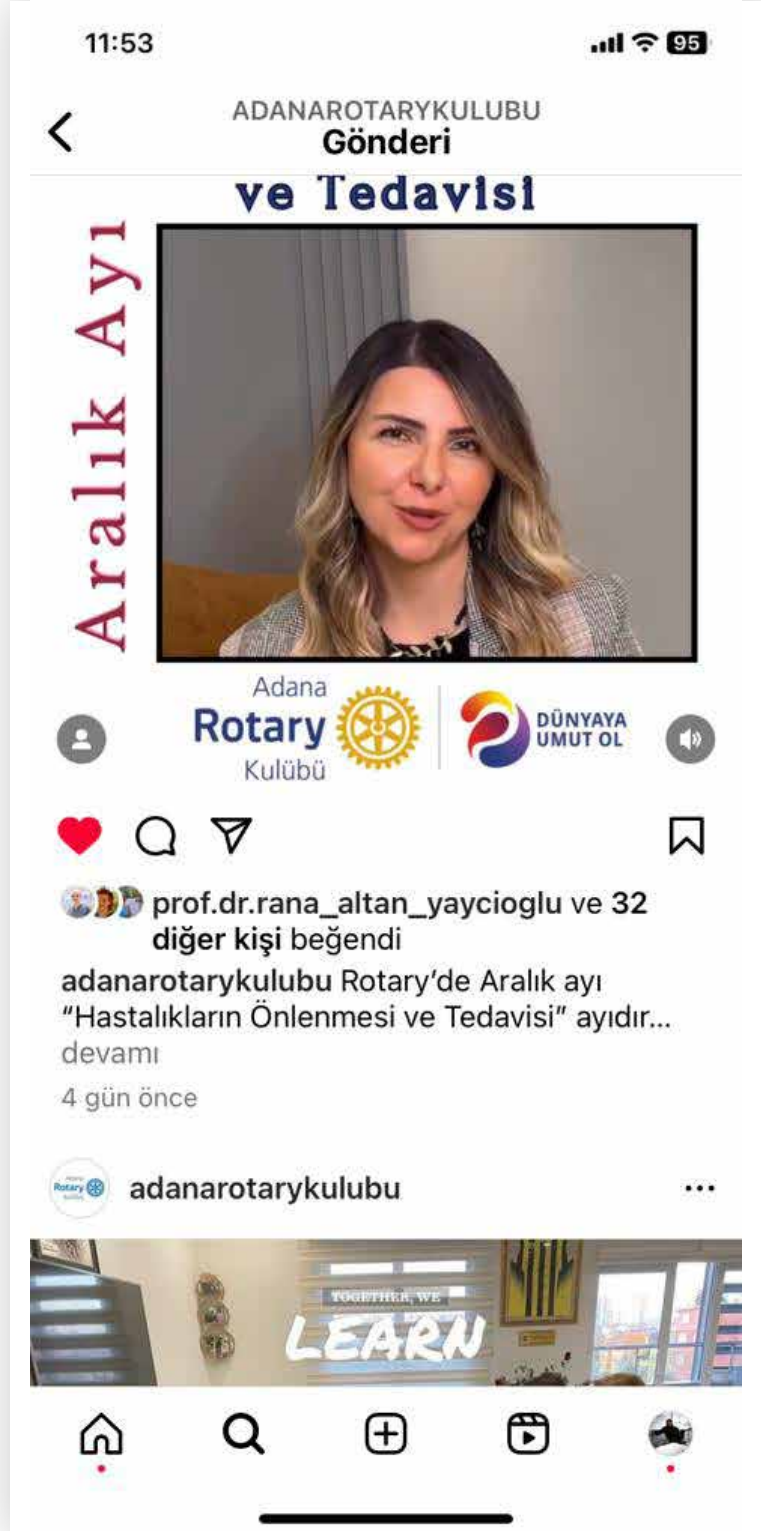 11:53
95
ADANAROTARYKULUBU
Gönderi
ve Tedavisi
Aralık Ayı
Adana
Rotary
Kulübü
DÜNYAYA
UMUT OL
prof.dr.rana_altan_yaycioglu ve 32
diğer kişi beğendi
adanarotarykulubu Rotary’de Aralık ayı
“Hastalıkların Önlenmesi ve Tedavisi” ayıdır...
devamı
4 gün önce
Rotary
adanarotarykulubu
TOGETHER, WE
LEARN